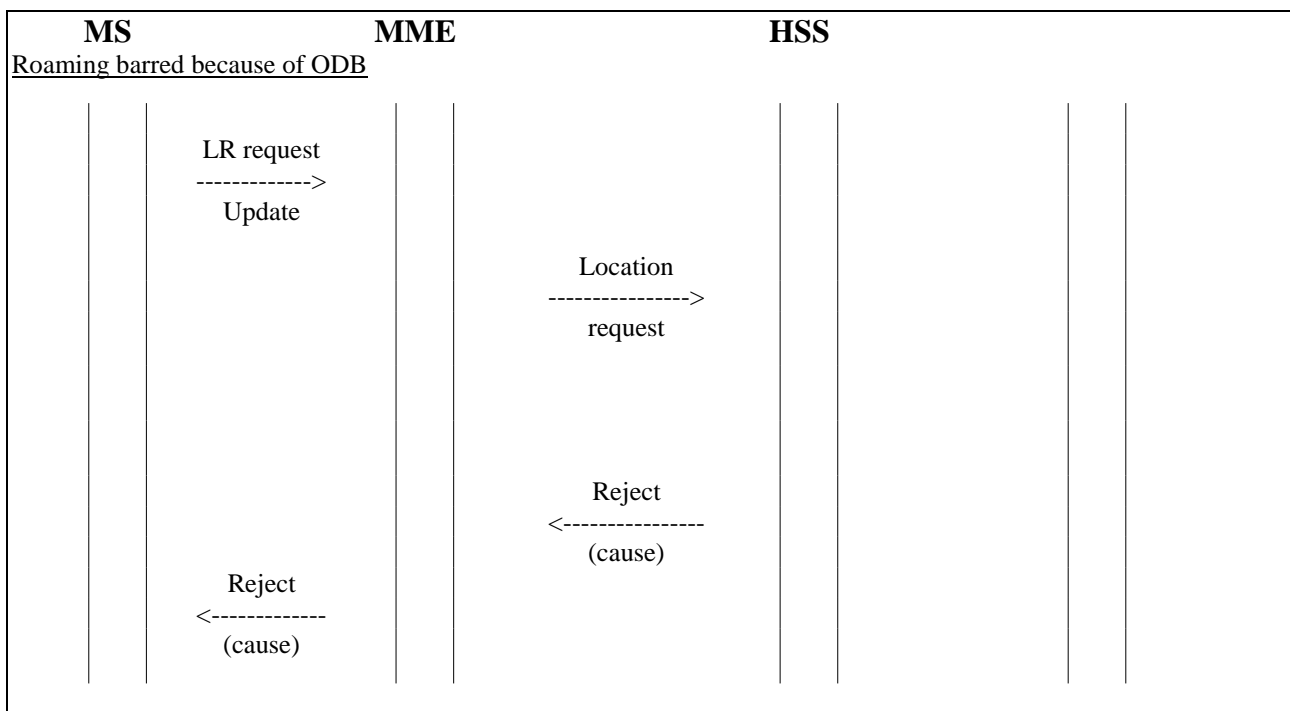 MS MME HSS
Roaming barred because of ODB
LR request
------------->
Update
Location
---------------->
request
Reject
<----------------
(cause)
Reject
<-------------
(cause)